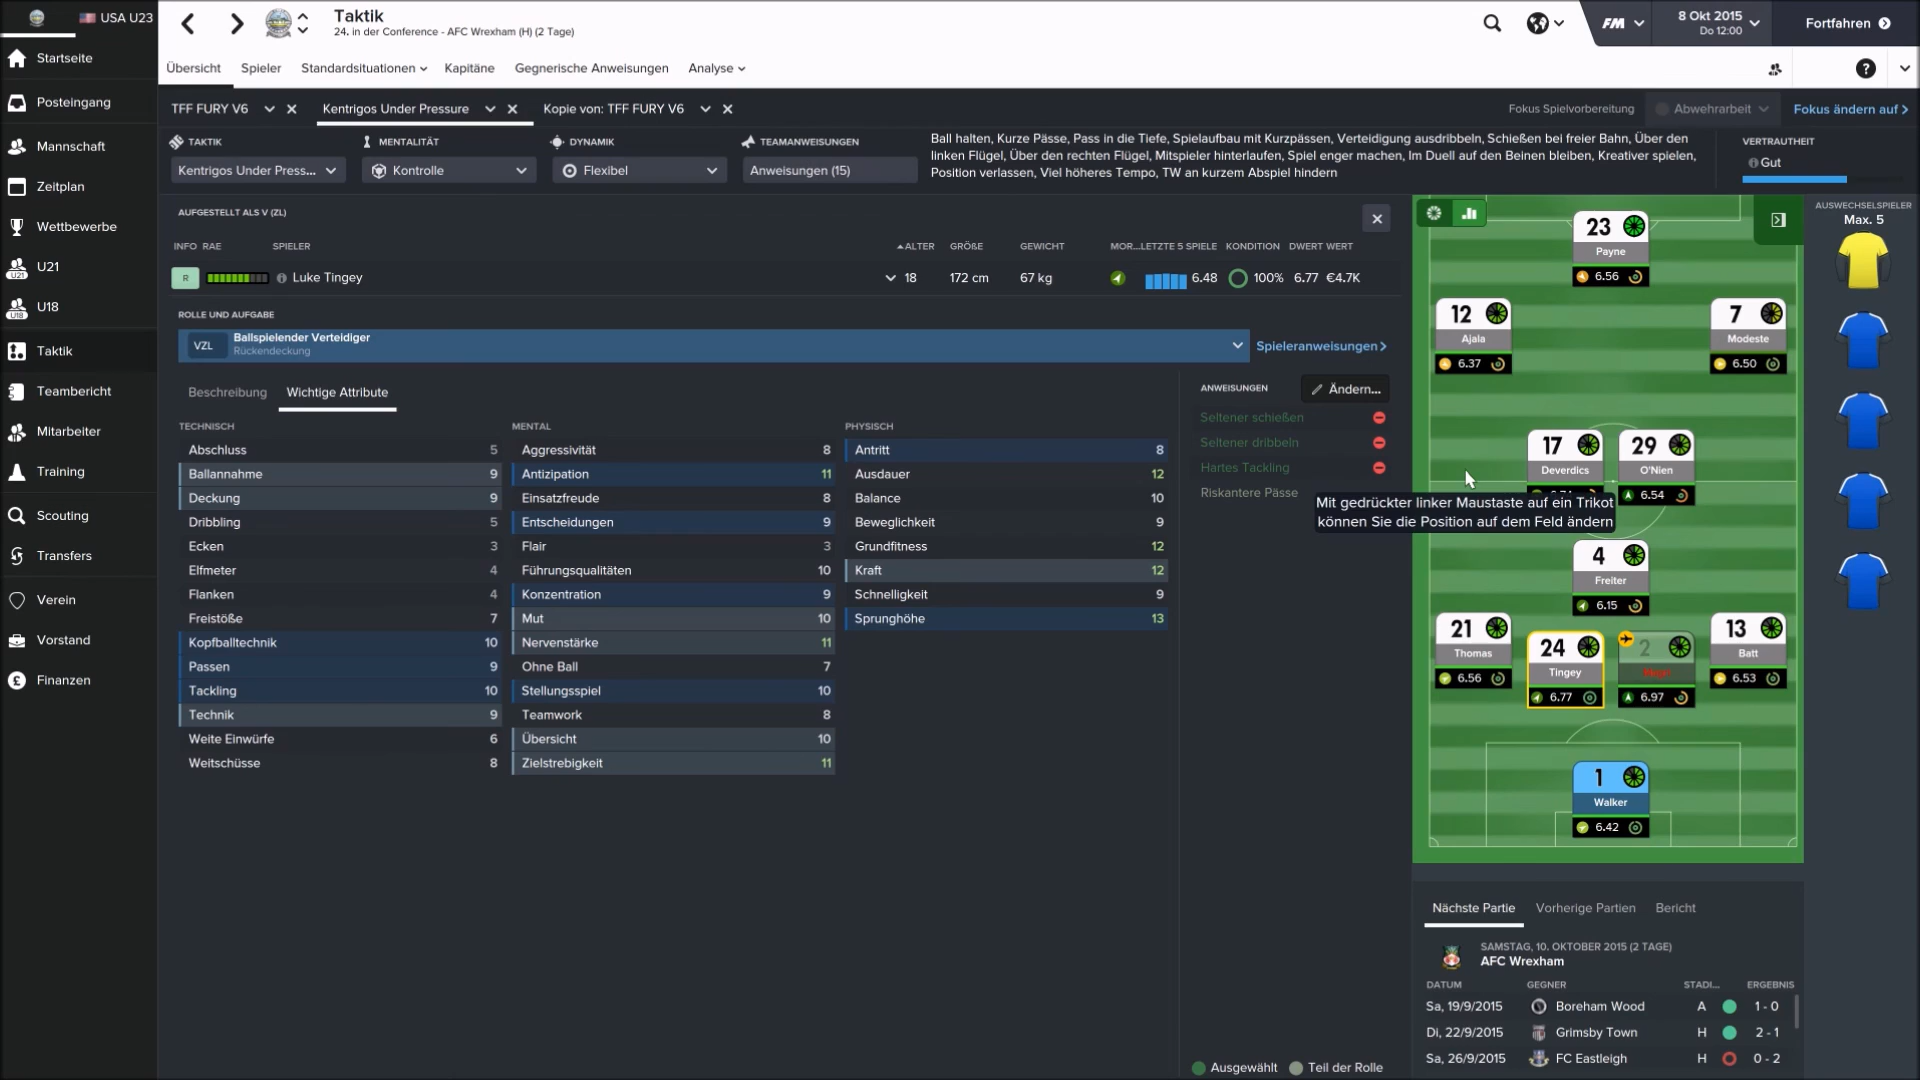 USA U23
Taktik
24. in der Conference - AFC Wrexham (H) (2 Tage)
FM
8 Okt 2015
Do 12:00
Fortfahren
Startseite
Posteingang
Mannschaft
Zeitplan
Wettbewerbe
U21
U21
U18
U18
Taktik
Teambericht
Mitarbeiter
Training
Scouting
Transfers
Verein
Vorstand
Finanzen
Übersicht
Spieler
Standardsituationen
Kapitäne
Gegnerische Anweisungen
Analyse
TFF FURY V6
Kentrigos Under Pressure
Kopie von: TFF FURY V6
Fokus Spielvorbereitung
Abwehrarbeit
Fokus ändern auf >
TAKTIK
Kentrigos Under Press...
MENTALITÄT
Kontrolle
DYNAMIK
Flexibel
TEAMANWEISUNGEN
Anweisungen (15)
Ball halten, Kurze Pässe, Pass in die Tiefe, Spielaufbau mit Kurzpässen, Verteidigung ausdribbeln, Schießen bei freier Bahn, Über den
linken Flügel, Über den rechten Flügel, Mitspieler hinterlaufen, Spiel enger machen, Im Duell auf den Beinen bleiben, Kreativer spielen,
Position verlassen, Viel höheres Tempo, TW an kurzem Abspiel hindern
VERTRAUTHEIT
Gut
AUFGESTELLT ALS V (ZL)
INFO RAE SPIELER ALTER GRÖßE GEWICHT MOR... LETZTE 5 SPIELE KONDITION DWERT WERT
R Luke Tingey 18 172 cm 67 kg 6.48 100% 6.77 €4.7K
ROLLE UND AUFGABE
VZL
Ballspielender Verteidiger
Rückendeckung
Spieleranweisungen >
Beschreibung
Wichtige Attribute
TECHNISCH
Abschluss 5
Ballannahme 9
Deckung 9
Dribbling 5
Ecken 3
Elfmeter 4
Flanken 4
Freistöße 7
Kopfballtechnik 10
Passen 9
Tackling 10
Technik 9
Weite Einwürfe 6
Weitschüsse 8
MENTAL
Aggressivität 8
Antizipation 11
Einsatzfreude 8
Entscheidungen 9
Flair 3
Führungsqualitäten 10
Konzentration 9
Mut 10
Nervenstärke 11
Ohne Ball 7
Stellungsspiel 10
Teamwork 8
Übersicht 10
Zielstrebigkeit 11
PHYSISCH
Antritt 8
Ausdauer 12
Balance 10
Beweglichkeit 9
Grundfitness 12
Kraft 12
Schnelligkeit 9
Sprunghöhe 13
ANWEISUNGEN
Ändern...
Seltener schießen
Seltener dribbeln
Hartes Tackling
Riskantere Pässe
Ausgewählt
Teil der Rolle
23
Payne
6.56
12
Ajala
6.37
7
Modeste
6.50
17
Deverdics
29
O'Nien
6.54
Mit gedrückter linker Maustaste auf ein Trikot
können Sie die Position auf dem Feld ändern
4
Freiter
6.15
21
Thomas
6.56
24
Tingey
6.77
2
6.97
13
Batt
6.53
1
Walker
6.42
AUSWECHSELSPIELER
Max. 5
Nächste Partie
Vorherige Partien
Bericht
SAMSTAG, 10. OKTOBER 2015 (2 TAGE)
AFC Wrexham
DATUM GEGNER STADI... ERGEBNIS
Sa, 19/9/2015 Boreham Wood A 1 - 0
Di, 22/9/2015 Grimsby Town H 2 - 1
Sa, 26/9/2015 FC Eastleigh H 0 - 2